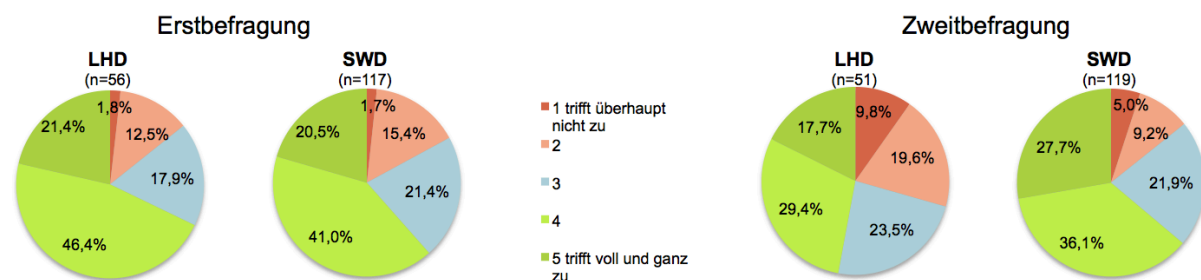 Erstbefragung
Zweitbefragung
LHD
(n=56)
SWD
(n=117)
LHD
(n=51)
SWD
(n=119)
1,8%
12,5%
17,9%
46,4%
21,4%
1,7%
15,4%
21,4%
41,0%
20,5%
1 trifft überhaupt
nicht zu
2
3
4
5 trifft voll und ganz
zu
9,8%
19,6%
23,5%
29,4%
17,7%
5,0%
9,2%
21,9%
36,1%
27,7%